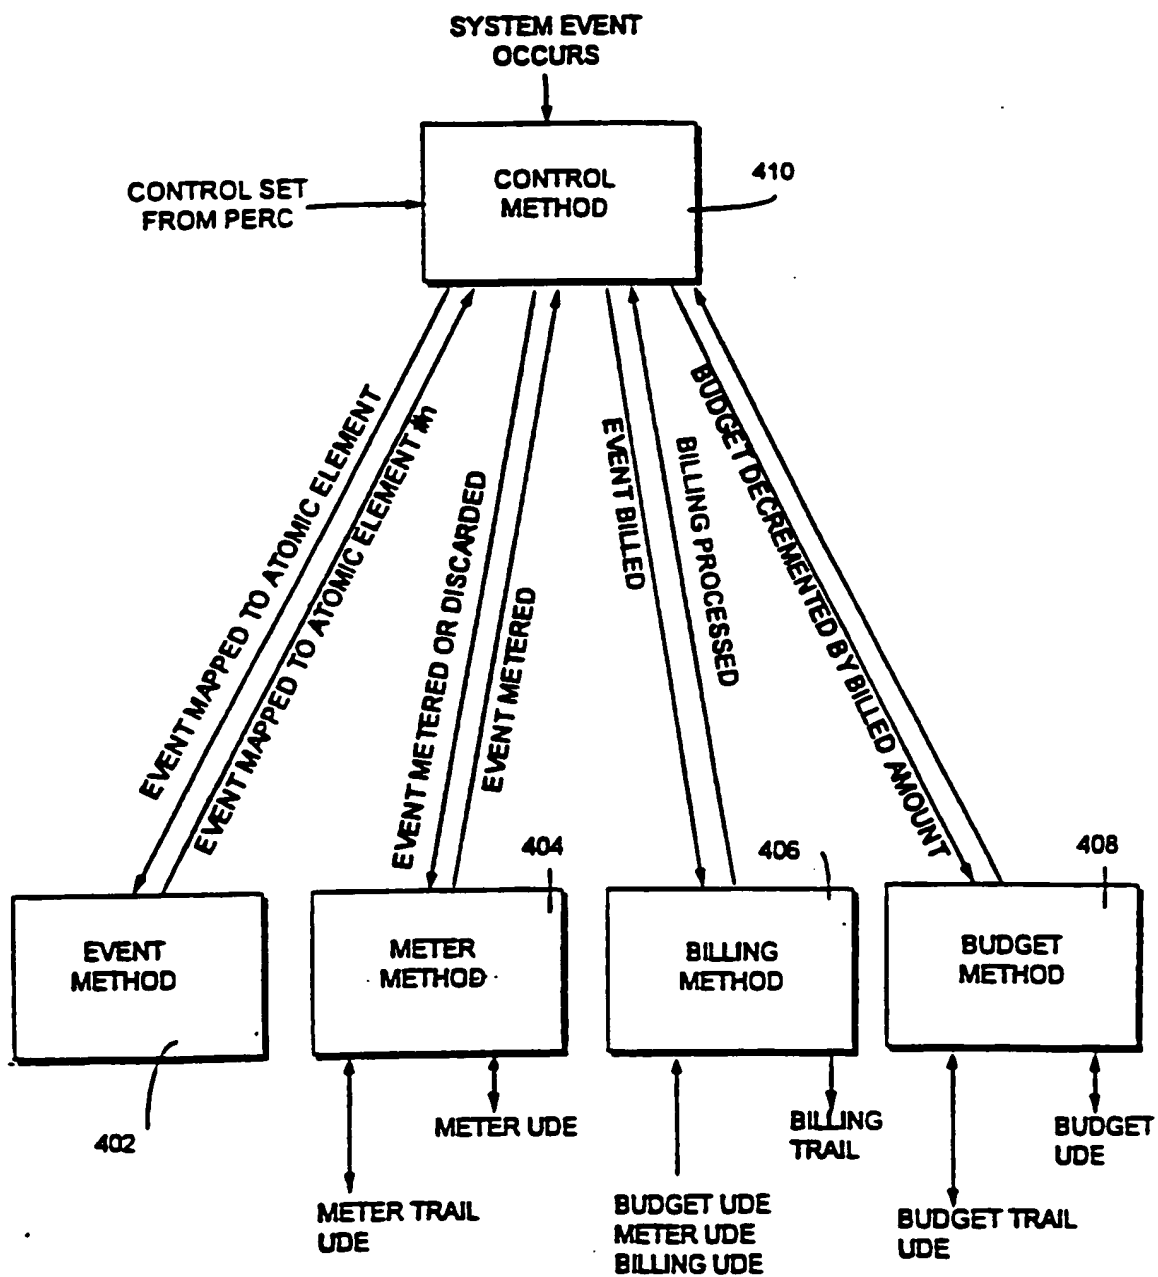 SYSTEM EVENT
OCCURS
CONTROL SET
FROM PERC
CONTROL
METHOD
410
EVENT MAPPED TO ATOMIC ELEMENT
EVENT MAPPED TO ATOMIC ELEMENT #n
EVENT METERED OR DISCARDED
EVENT METERED
EVENT BILLED
BILLING PROCESSED
BUDGET DECREMENTED BY BILLED AMOUNT
404
406
408
EVENT
METHOD
METER
METHOD
BILLING
METHOD
BUDGET
METHOD
402
METER UDE
METER TRAIL
UDE
BUDGET UDE
METER UDE
BILLING UDE
BILLING
TRAIL
BUDGET TRAIL
UDE
BUDGET
UDE